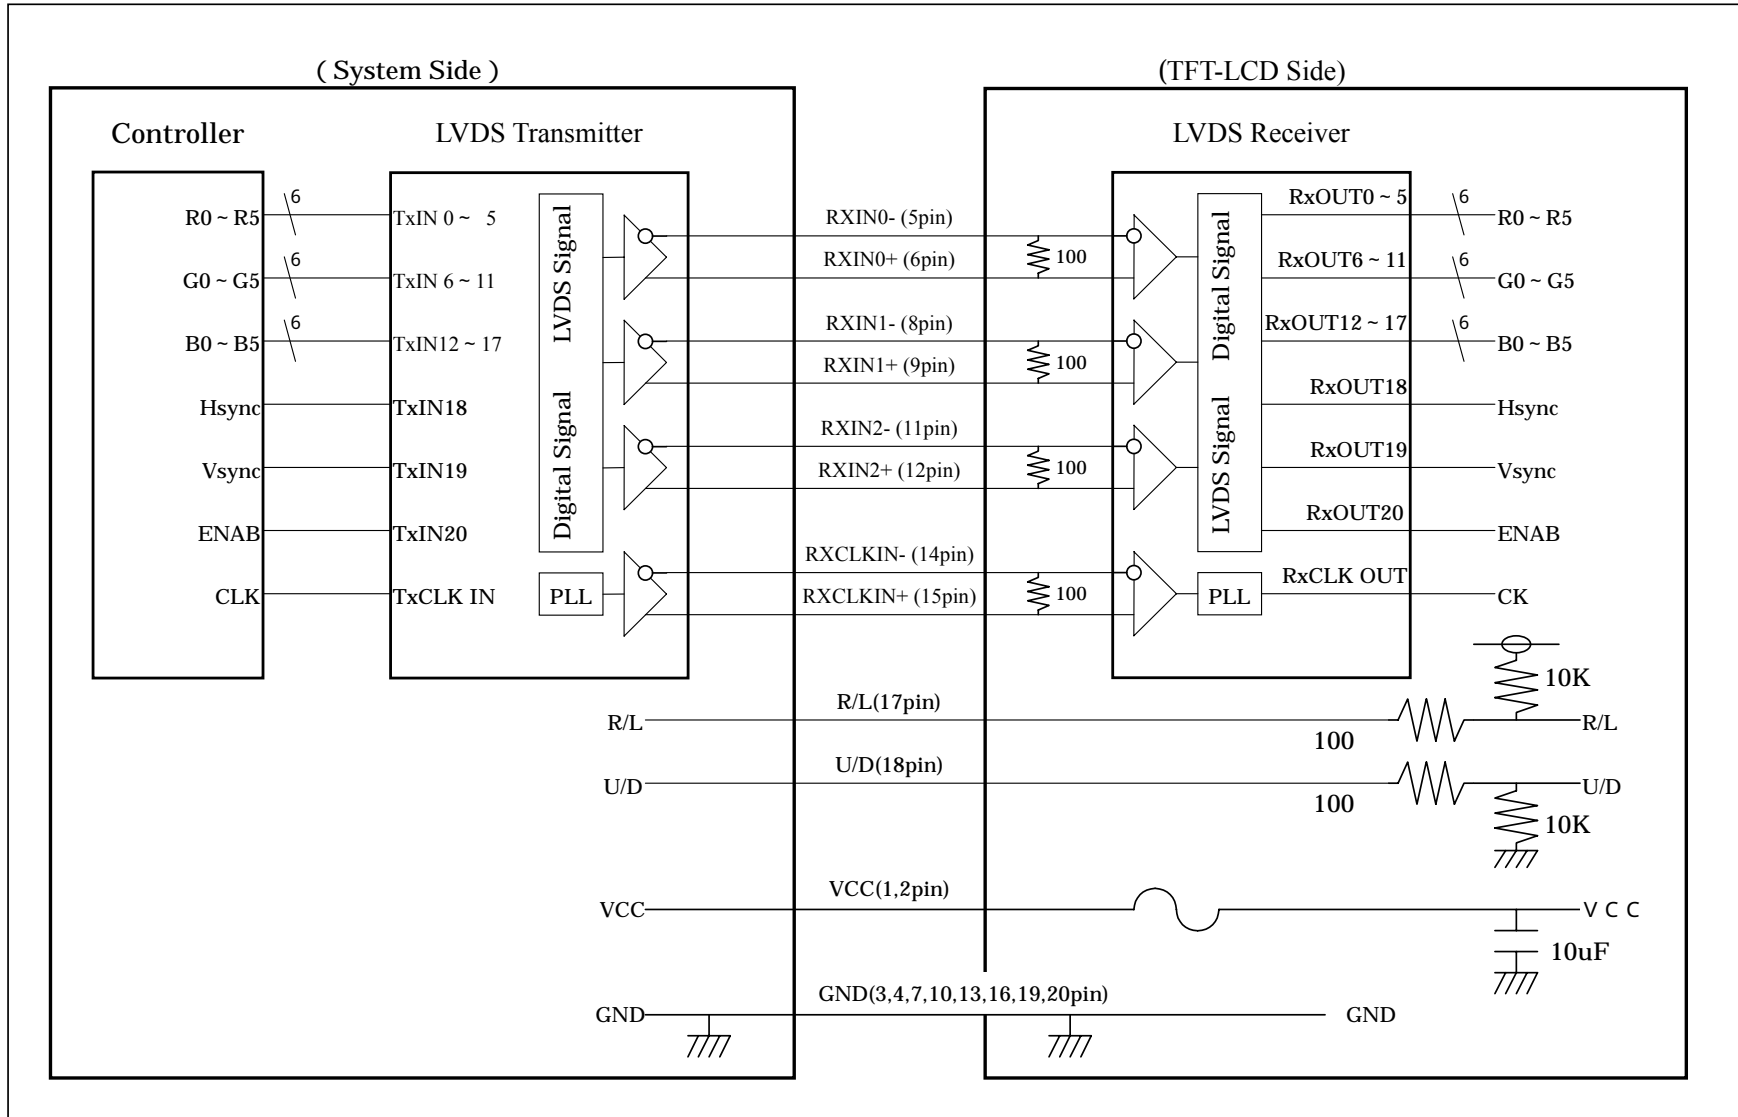 ( System Side )
(TFT-LCD Side)
Controller
LVDS Transmitter
LVDS Receiver
R0 ~ R5
6
TxIN 0 ~ 5
G0 ~ G5
6
TxIN 6 ~ 11
B0 ~ B5
6
TxIN12 ~ 17
Hsync
TxIN18
Vsync
TxIN19
ENAB
TxIN20
CLK
TxCLK IN
LVDS Signal
Digital Signal
PLL
RXIN0- (5pin)
RXIN0+ (6pin)
100
RXIN1- (8pin)
RXIN1+ (9pin)
100
RXIN2- (11pin)
RXIN2+ (12pin)
100
RXCLKIN- (14pin)
RXCLKIN+ (15pin)
100
Digital Signal
LVDS Signal
PLL
RxOUT0 ~ 5
6
R0 ~ R5
RxOUT6 ~ 11
6
G0 ~ G5
RxOUT12 ~ 17
6
B0 ~ B5
RxOUT18
Hsync
RxOUT19
Vsync
RxOUT20
ENAB
RxCLK OUT
CK
10K
R/L
R/L(17pin)
100
R/L
U/D
U/D(18pin)
100
U/D
10K
VCC
VCC(1,2pin)
V C C
10uF
GND
GND(3,4,7,10,13,16,19,20pin)
GND